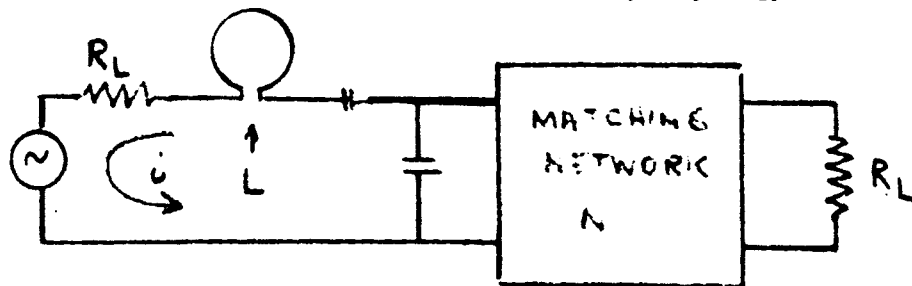 R_L
L
i
MATCHING
NETWORK
N
R_L